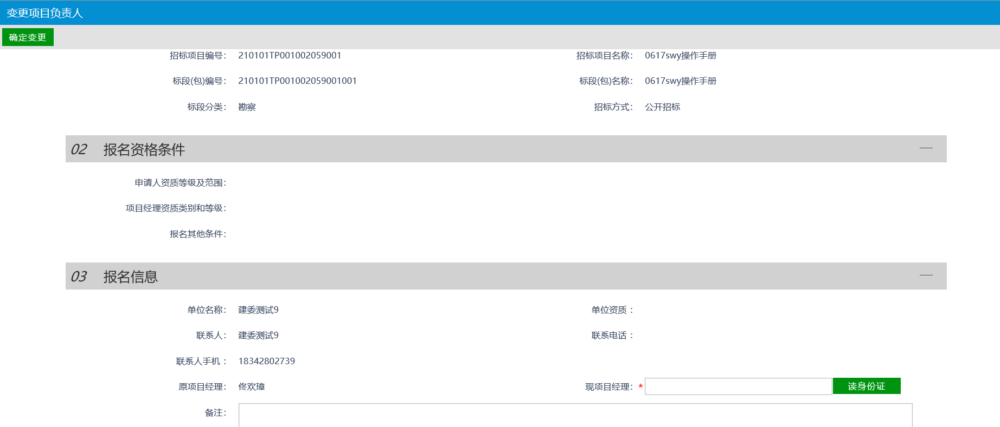 变更项目负责人
确定变更
招标项目编号： 210101TP001002059001 招标项目名称： 0617swy操作手册
标段(包)编号： 210101TP001002059001001 标段(包)名称： 0617swy操作手册
标段分类： 勘察 招标方式： 公开招标
02 报名资格条件
申请人资质等级及范围：
项目经理资质类别和等级：
报名其他条件：
03 报名信息
单位名称： 建委测试9 单位资质 ：
联系人： 建委测试9 联系电话 ：
联系人手机 ： 18342802739
原项目经理： 佟欢璋 现项目经理：* 读身份证
备注：